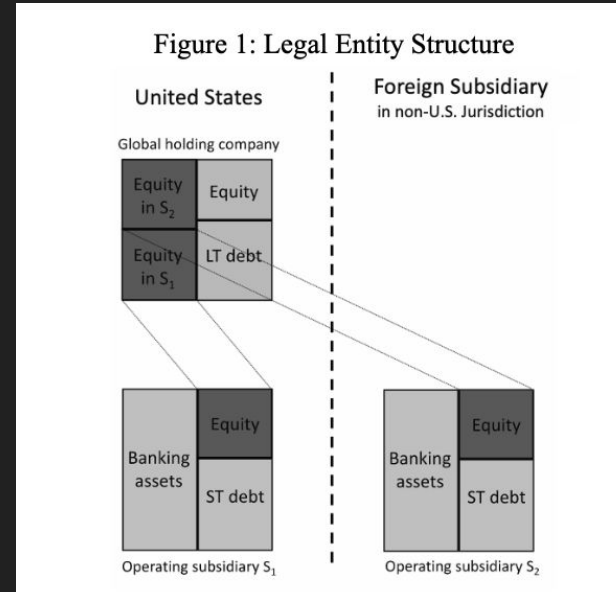 Figure 1: Legal Entity Structure
United States
Foreign Subsidiary
in non-U.S. Jurisdiction
Global holding company
Equity
in S₂
Equity
Equity
in S₁
LT debt
Banking
assets
Equity
ST debt
Operating subsidiary S₁
Banking
assets
Equity
ST debt
Operating subsidiary S₂